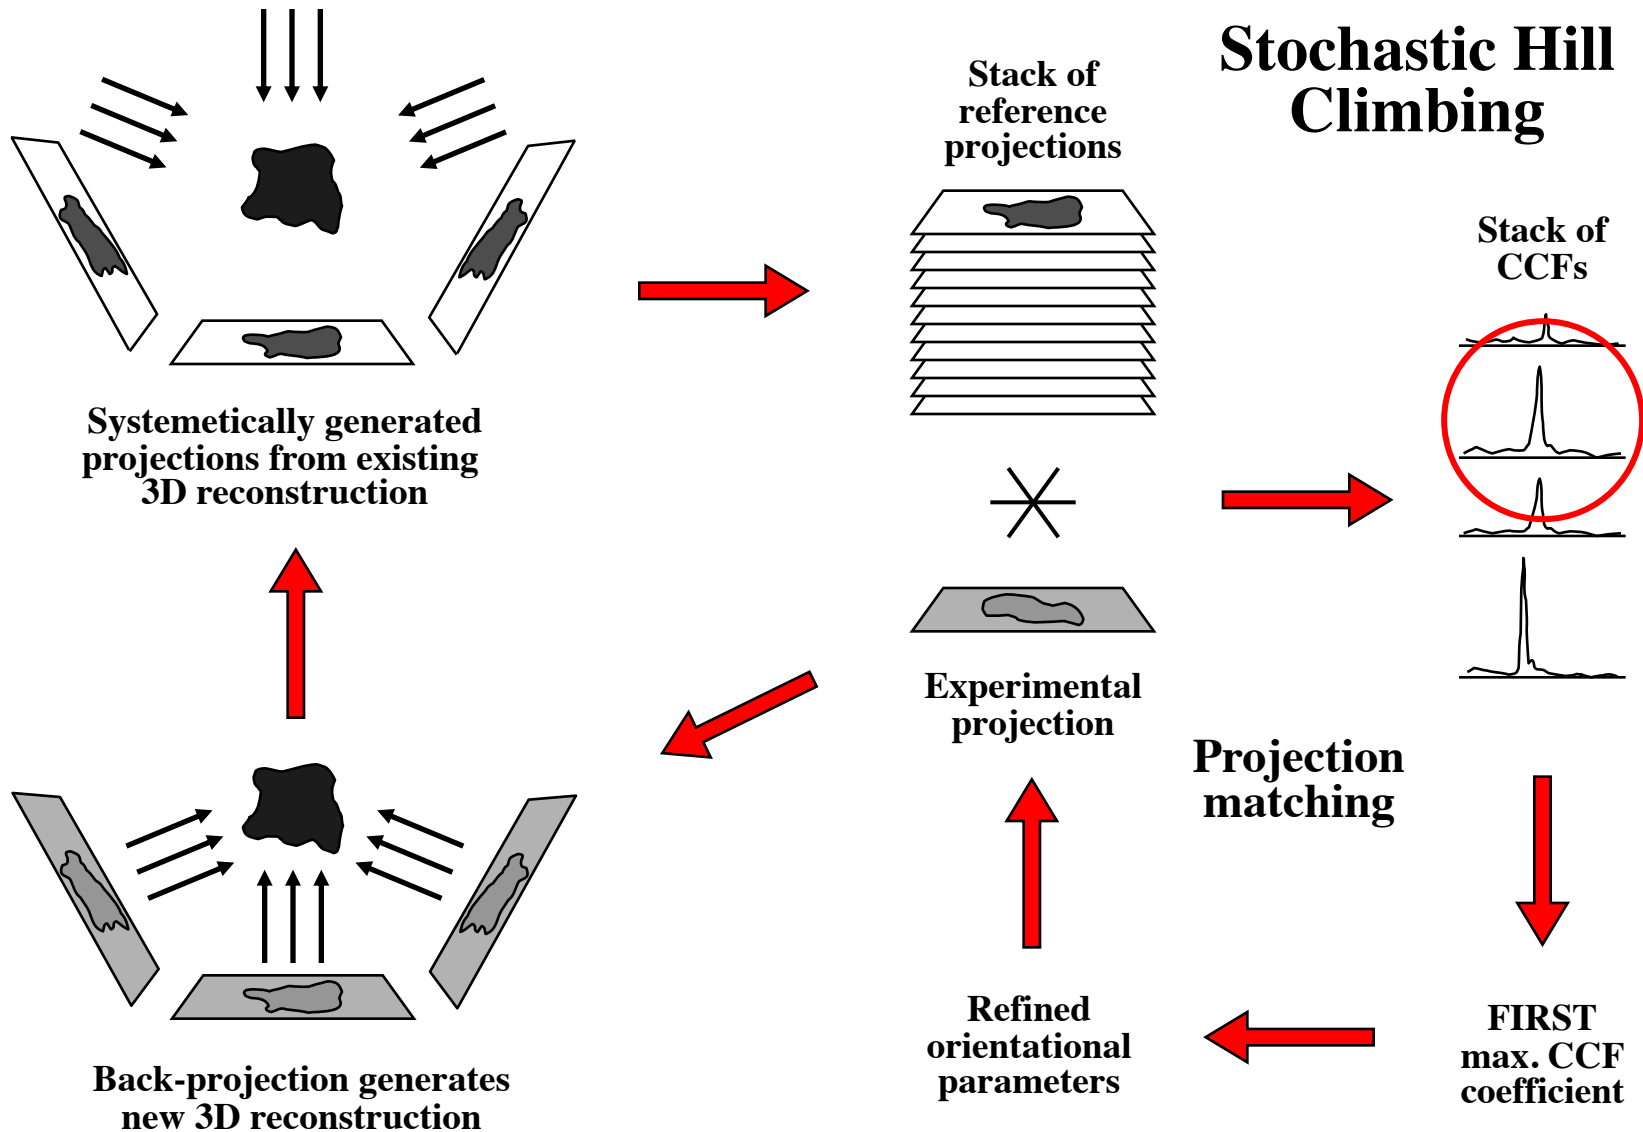 Stochastic Hill
Climbing
Stack of
reference
projections
Stack of
CCFs
Systemetically generated
projections from existing
3D reconstruction
Experimental
projection
Projection
matching
Refined
orientational
parameters
FIRST
max. CCF
coefficient
Back-projection generates
new 3D reconstruction